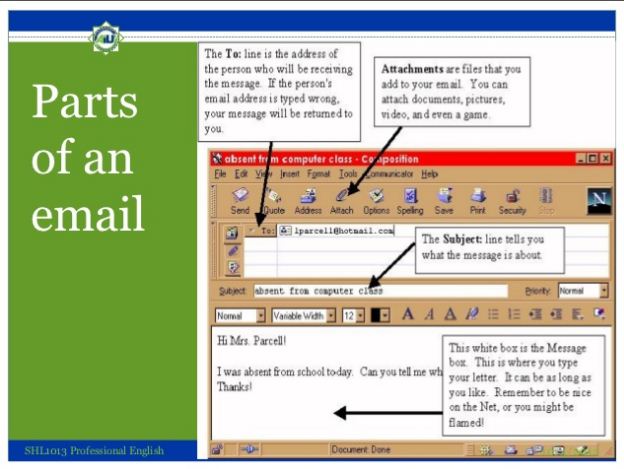 Parts
of an
email
The To: line is the address of
the person who will be receiving
the message. If the person's
email address is typed wrong,
your message will be returned to
you.
Attachments are files that you
add to your email. You can
attach documents, pictures,
video, and even a game.
absent from computer class - Composition
File Edit View Insert Format Tools Communicator Help
Send Quote Address Attach Options Spelling Save Print Security Stop
N
To: lparcell@hotmail.com
The Subject: line tells you
what the message is about.
Subject: absent from computer class Priority: Normal
Normal Variable Width 12 A A A
Hi Mrs. Parcell!
I was absent from school today. Can you tell me wh
Thanks!
This white box is the Message
box. This is where you type
your letter. It can be as long as
you like. Remember to be nice
on the Net, or you might be
flamed!
Document: Done
SHL1013 Professional English